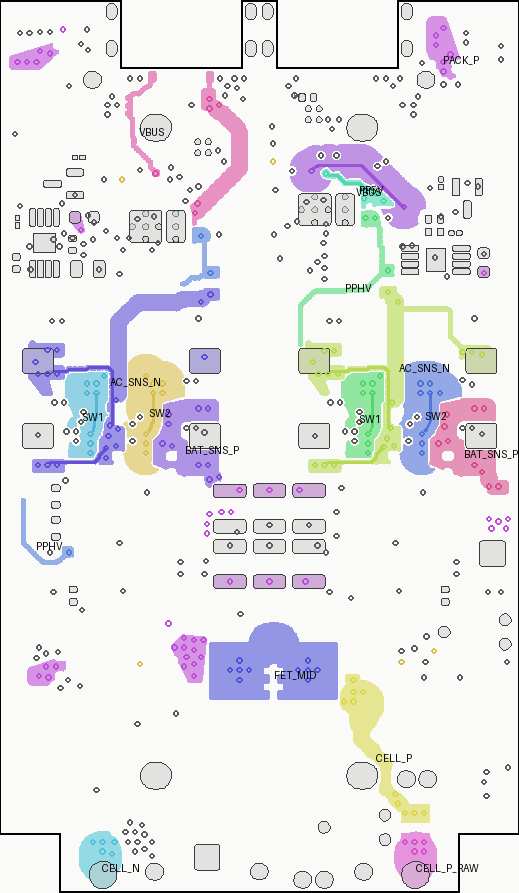 PACK_P
VBUS
VBUS
PPHV
AC_SNS_N
AC_SNS_N
SW1
SW2
SW1
SW2
BAT_SNS_P
BAT_SNS_P
PPHV
FET_MID
CELL_P
CELL_N
CELL_P_RAW